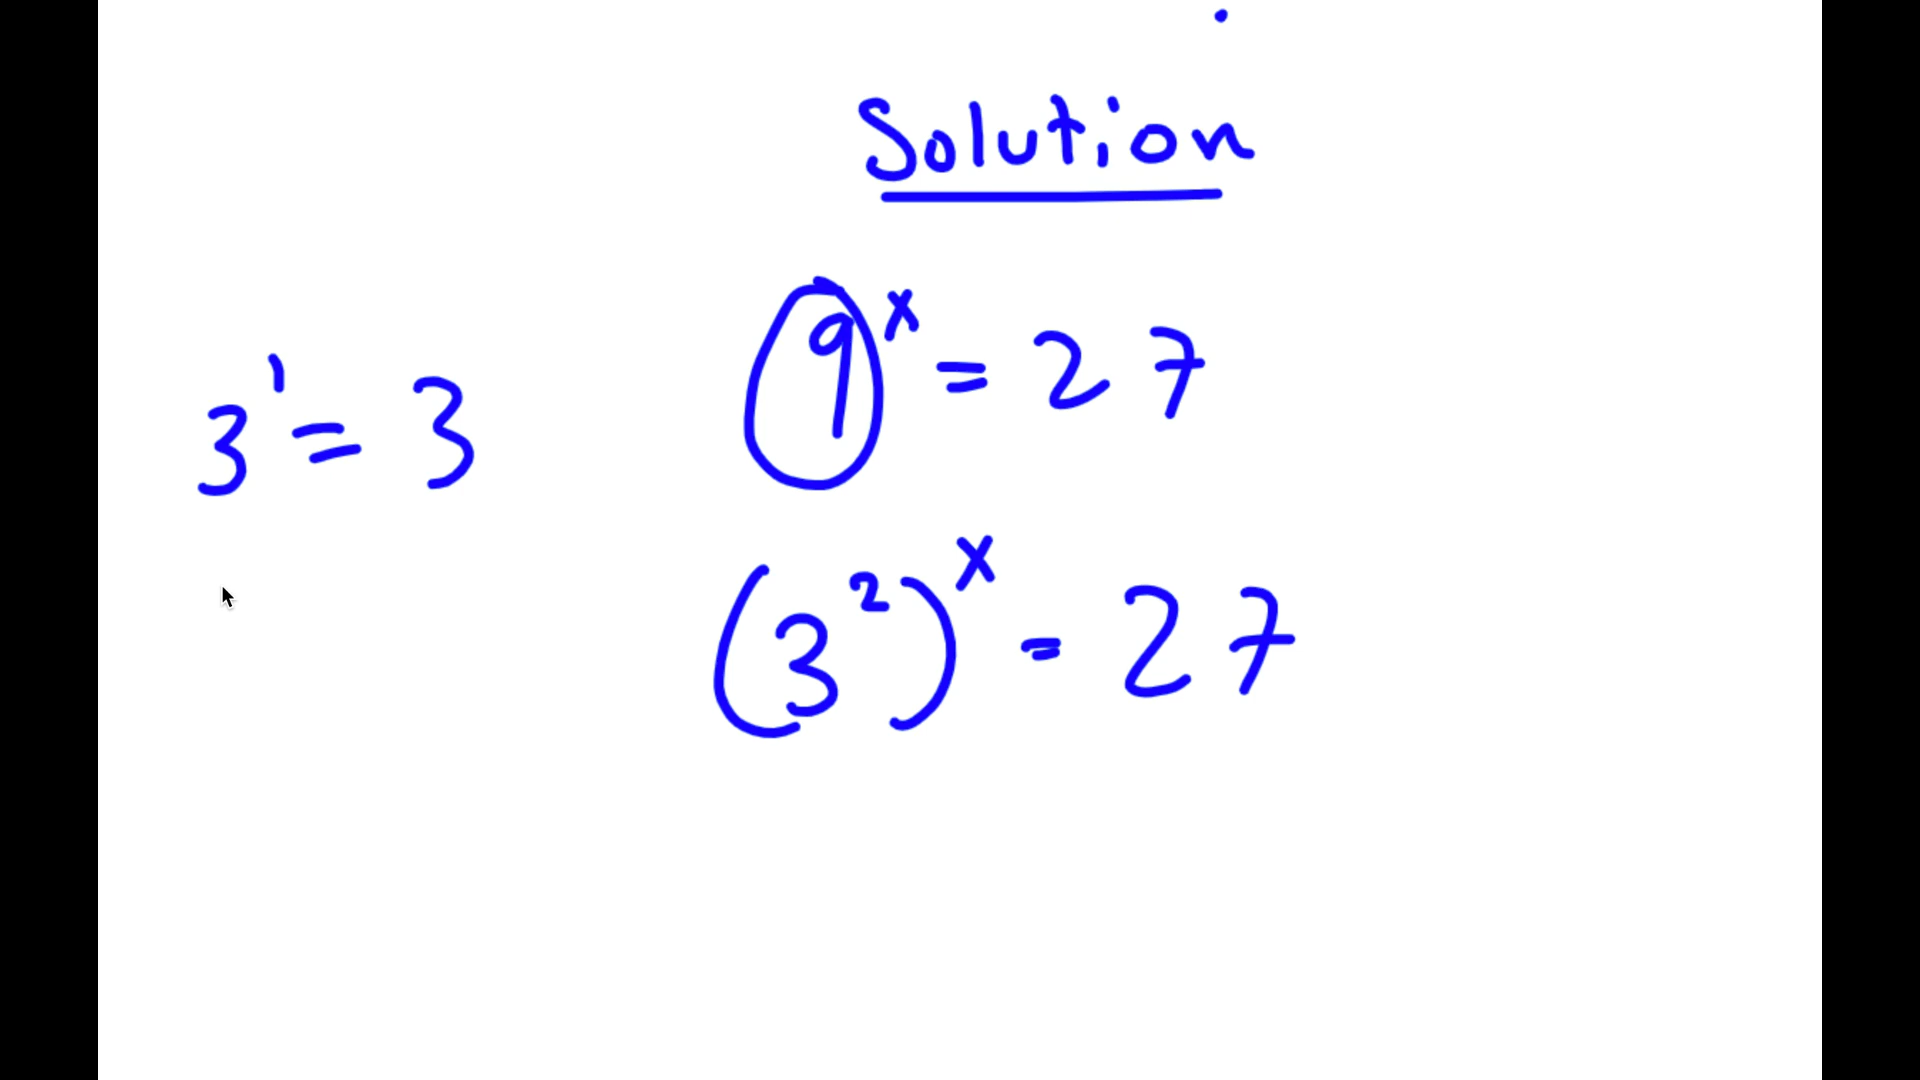 Solution
9ˣ = 27
3¹ = 3
(3²)ˣ = 27